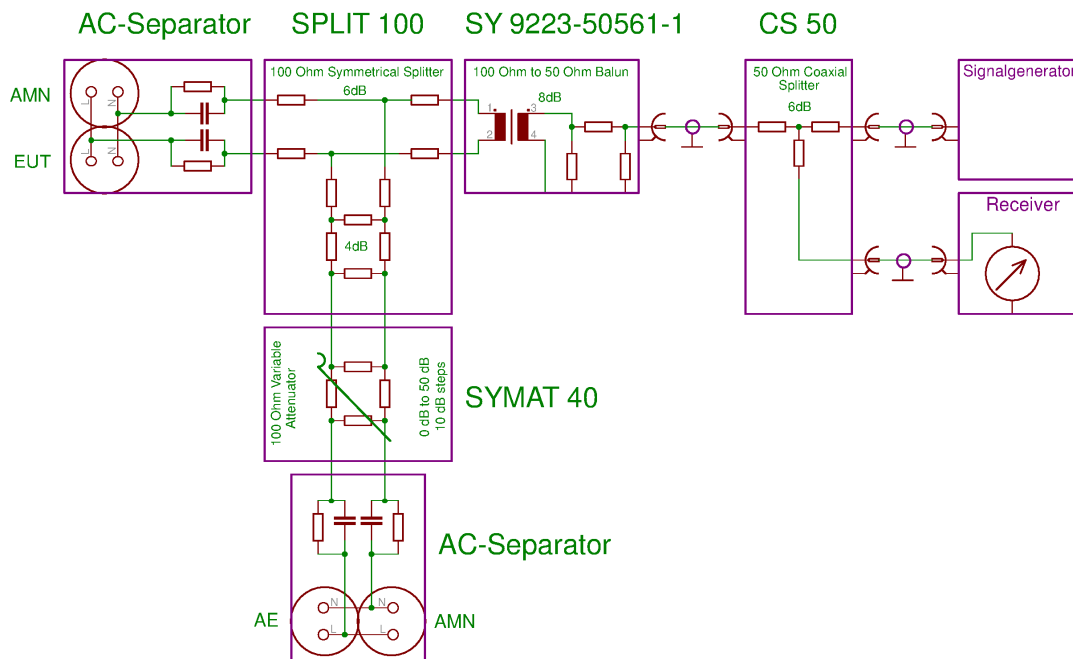 AC-Separator
SPLIT 100
SY 9223-50561-1
CS 50
AMN
EUT
L
N
L
N
100 Ohm Symmetrical Splitter
6dB
4dB
100 Ohm to 50 Ohm Balun
8dB
1
2
3
4
50 Ohm Coaxial
Splitter
6dB
Signalgenerator
Receiver
100 Ohm Variable
Attenuator
0 dB to 50 dB
10 dB steps
SYMAT 40
AC-Separator
AE
N
L
N
L
AMN